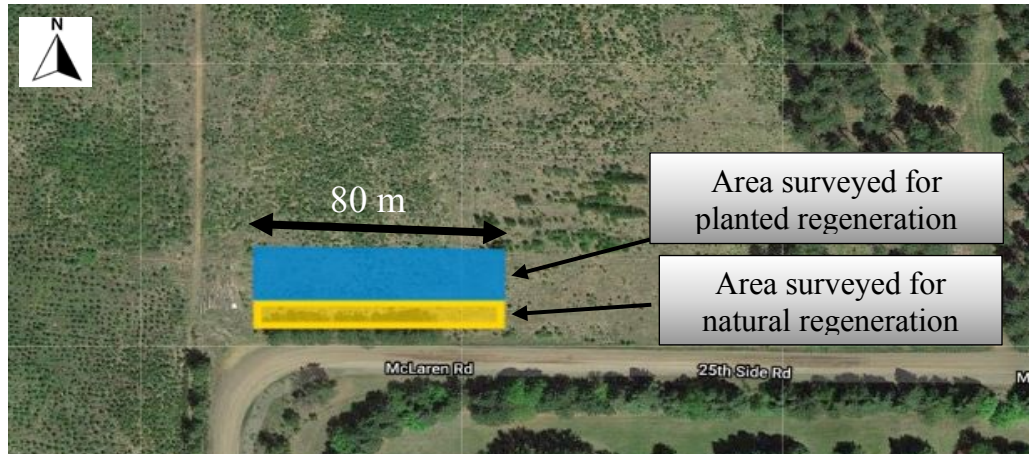 N
80 m
Area surveyed for
planted regeneration
Area surveyed for
natural regeneration
McLaren Rd
25th Side Rd
M